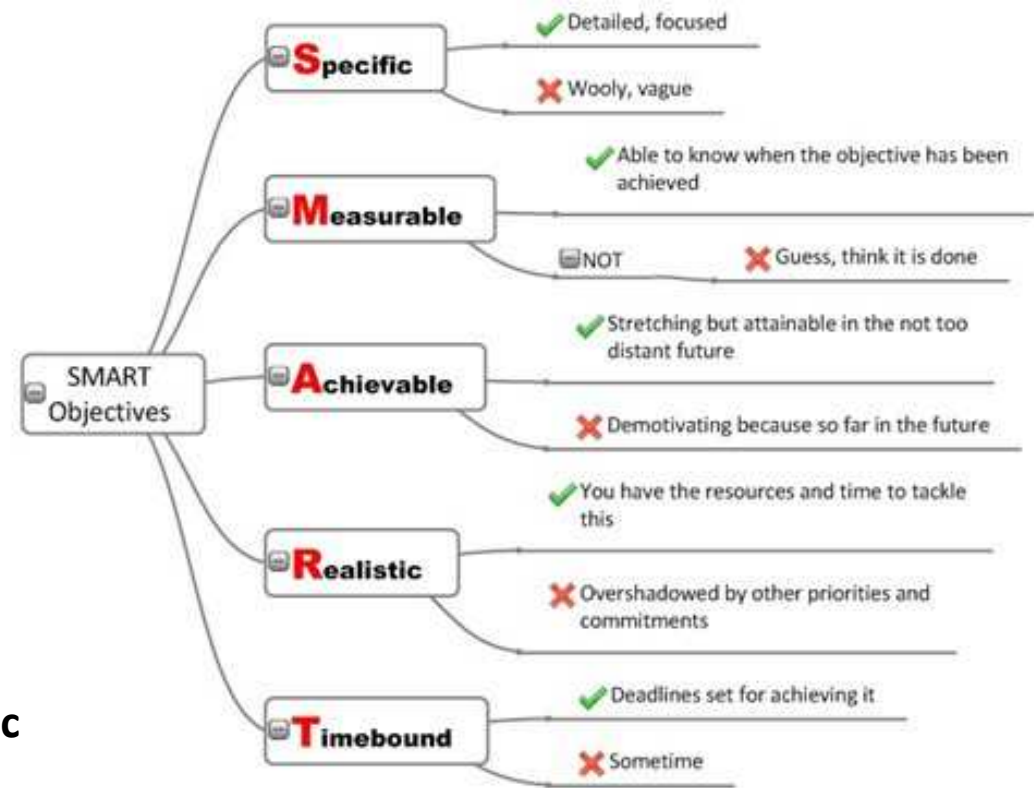 Specific
Detailed, focused
Wooly, vague
Measurable
Able to know when the objective has been
achieved
NOT
Guess, think it is done
SMART
Objectives
Achievable
Stretching but attainable in the not too
distant future
Demotivating because so far in the future
Realistic
You have the resources and time to tackle
this
Overshadowed by other priorities and
commitments
c
Timebound
Deadlines set for achieving it
Sometime